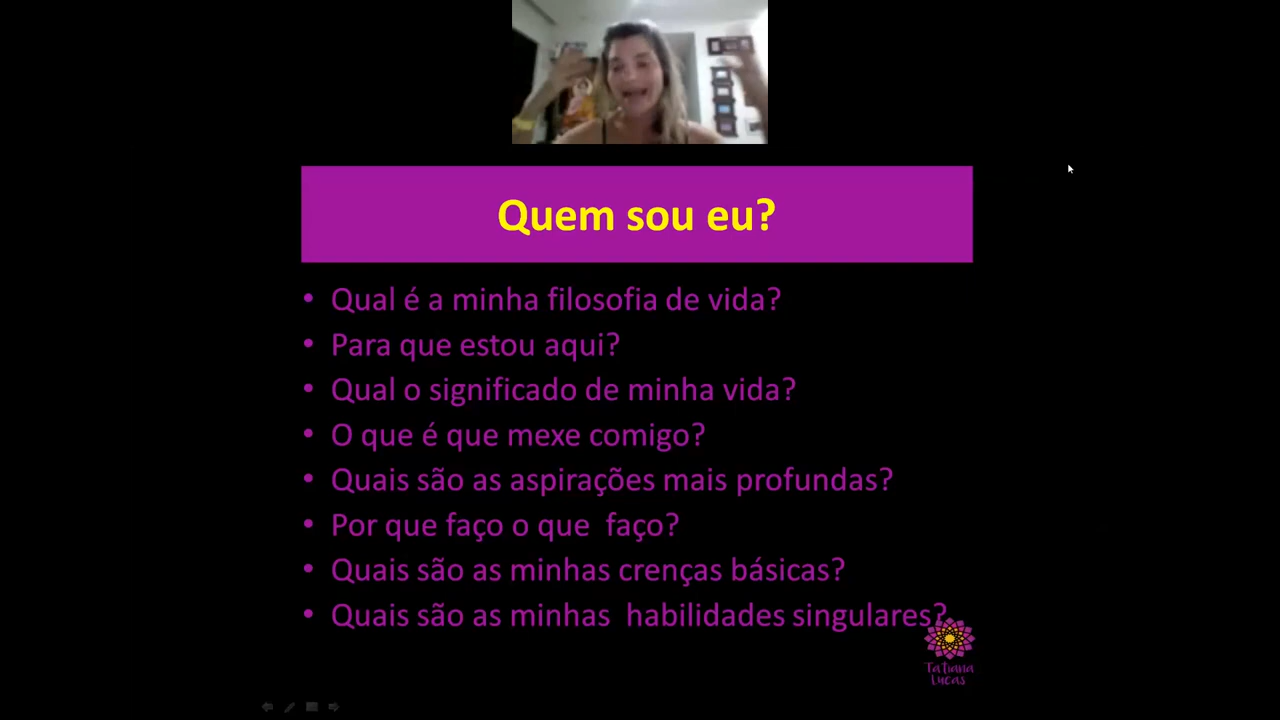 Quem sou eu?
• Qual é a minha filosofia de vida?
• Para que estou aqui?
• Qual o significado de minha vida?
• O que é que mexe comigo?
• Quais são as aspirações mais profundas?
• Por que faço o que  faço?
• Quais são as minhas crenças básicas?
• Quais são as minhas  habilidades singulares?
Tatiana
Lucas